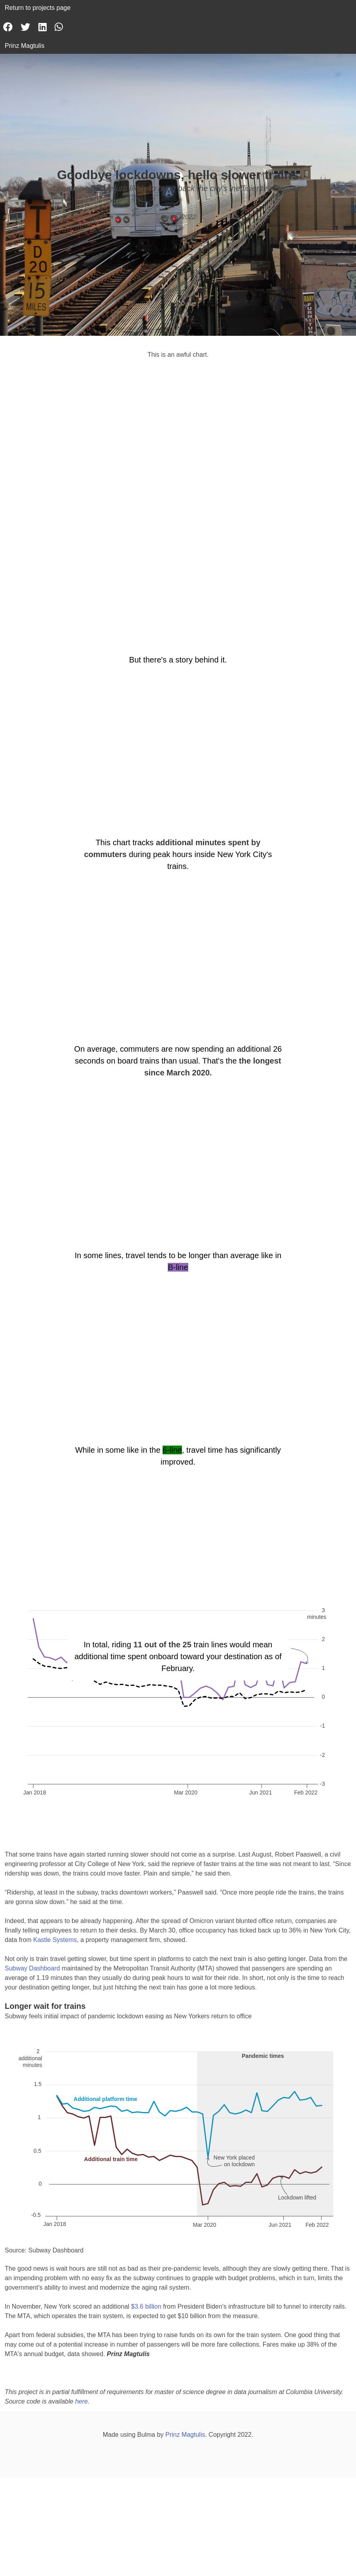 Return to projects page
Prinz Magtulis
Goodbye lockdowns, hello slower trains
T
D
20
15
MILES
A
2022
This is an awful chart.
But there's a story behind it.
This chart tracks additional minutes spent by
commuters during peak hours inside New York City's
trains.
On average, commuters are now spending an additional 26
seconds on board trains than usual. That's the the longest
since March 2020.
In some lines, travel tends to be longer than average like in
B-line
While in some like in the 6-line, travel time has significantly
improved.
3
minutes
2
In total, riding 11 out of the 25 train lines would mean
additional time spent onboard toward your destination as of
February.
1
0
-1
-2
-3
Jan 2018 Mar 2020 Jun 2021 Feb 2022
That some trains have again started running slower should not come as a surprise. Last August, Robert Paaswell, a civil
engineering professor at City College of New York, said the reprieve of faster trains at the time was not meant to last. "Since
ridership was down, the trains could move faster. Plain and simple," he said then.
"Ridership, at least in the subway, tracks downtown workers," Paaswell said. "Once more people ride the trains, the trains
are gonna slow down." he said at the time.
Indeed, that appears to be already happening. After the spread of Omicron variant blunted office return, companies are
finally telling employees to return to their desks. By March 30, office occupancy has ticked back up to 36% in New York City,
data from Kastle Systems, a property management firm, showed.
Not only is train travel getting slower, but time spent in platforms to catch the next train is also getting longer. Data from the
Subway Dashboard maintained by the Metropolitan Transit Authority (MTA) showed that passengers are spending an
average of 1.19 minutes than they usually do during peak hours to wait for their ride. In short, not only is the time to reach
your destination getting longer, but just hitching the next train has gone a lot more tedious.
Longer wait for trains
Subway feels initial impact of pandemic lockdown easing as New Yorkers return to office
2
additional
minutes
Pandemic times
1.5
Additional platform time
1
0.5
Additional train time
New York placed
on lockdown
0
Lockdown lifted
-0.5
Jan 2018 Mar 2020 Jun 2021 Feb 2022
Source: Subway Dashboard
The good news is wait hours are still not as bad as their pre-pandemic levels, although they are slowly getting there. That is
an impending problem with no easy fix as the subway continues to grapple with budget problems, which in turn, limits the
government's ability to invest and modernize the aging rail system.
In November, New York scored an additional $3.6 billion from President Biden's infrastructure bill to funnel to intercity rails.
The MTA, which operates the train system, is expected to get $10 billion from the measure.
Apart from federal subsidies, the MTA has been trying to raise funds on its own for the train system. One good thing that
may come out of a potential increase in number of passengers will be more fare collections. Fares make up 38% of the
MTA's annual budget, data showed. Prinz Magtulis
This project is in partial fulfillment of requirements for master of science degree in data journalism at Columbia University.
Source code is available here.
Made using Bulma by Prinz Magtulis. Copyright 2022.